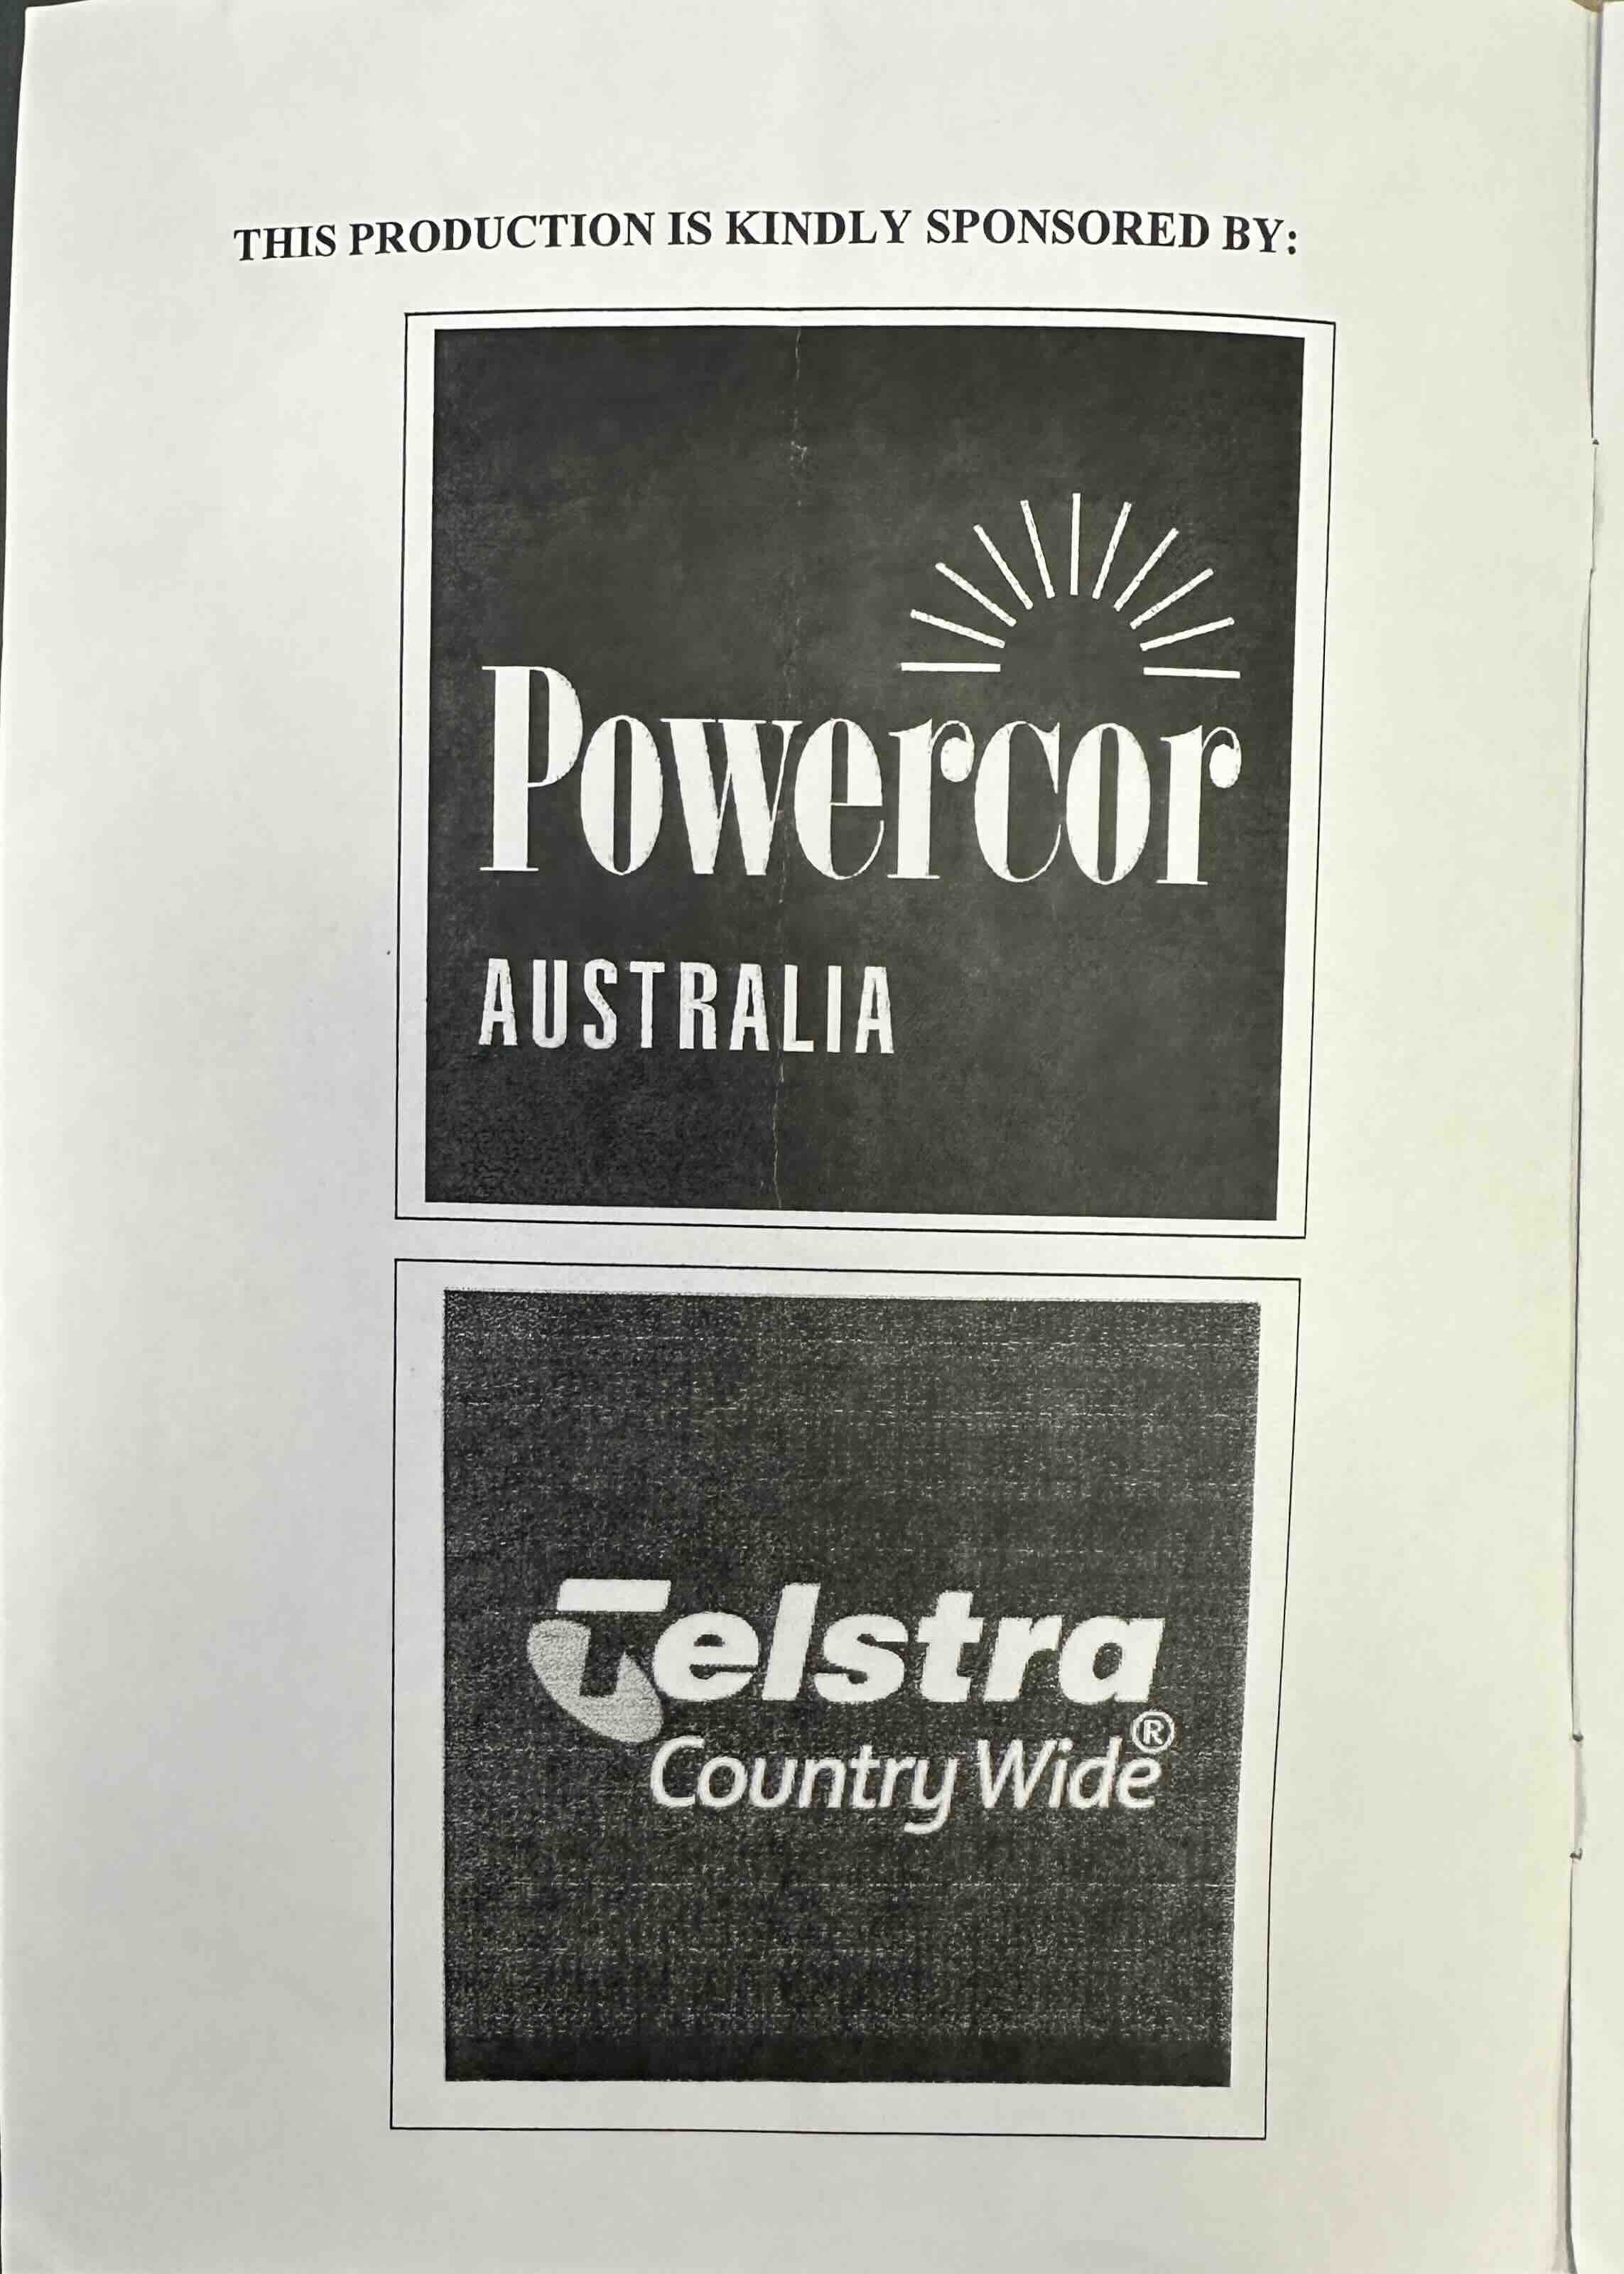 THIS PRODUCTION IS KINDLY SPONSORED BY:
Powercor
AUSTRALIA
Telstra
Country Wide®